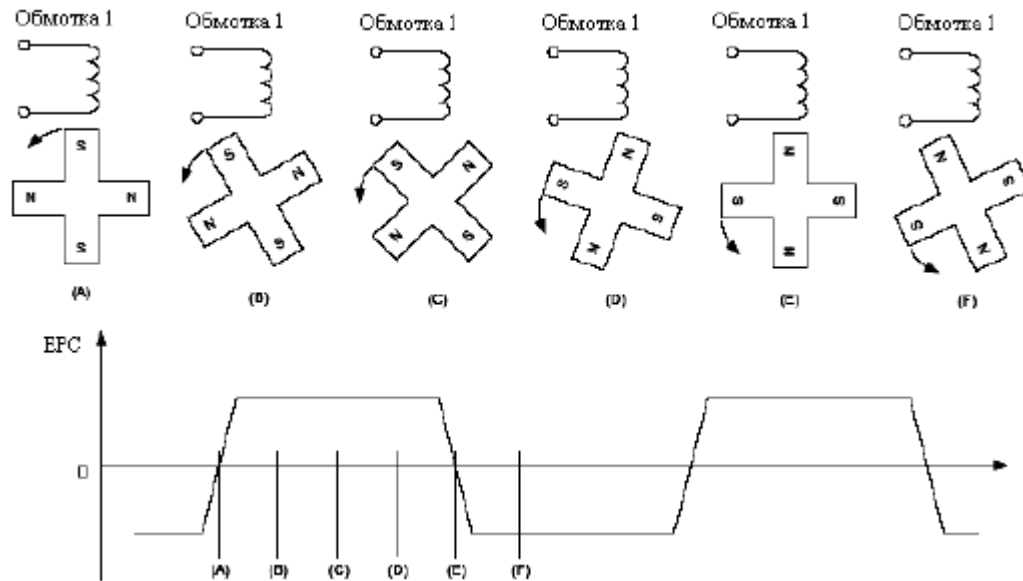 Обмотка 1 Обмотка 1 Обмотка 1 Обмотка 1 Обмотка 1 Обмотка 1
S
N N
S
(A)
S
N
N
S
(B)
S N
N S
(C)
N
S
S
N
(D)
N
S S
N
(E)
N
S
S
N
(F)
ЕРС
0
(A) (B) (C) (D) (E) (F)